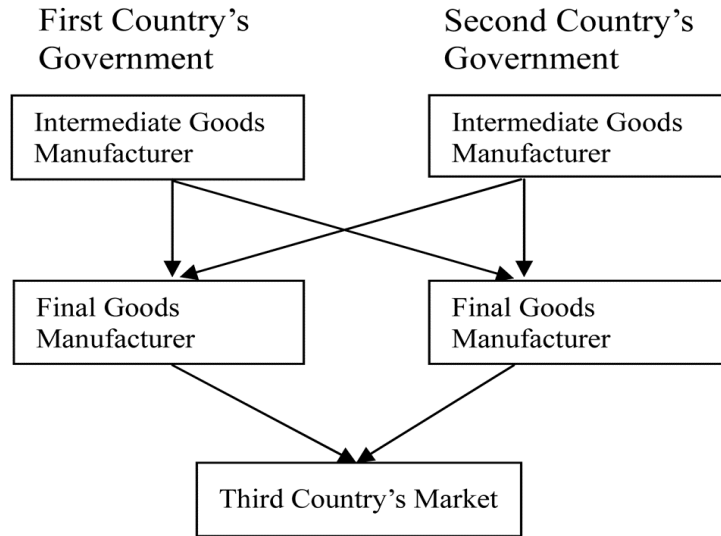 First Country’s
Government
Second Country’s
Government
Intermediate Goods
Manufacturer
Intermediate Goods
Manufacturer
Final Goods
Manufacturer
Final Goods
Manufacturer
Third Country’s Market